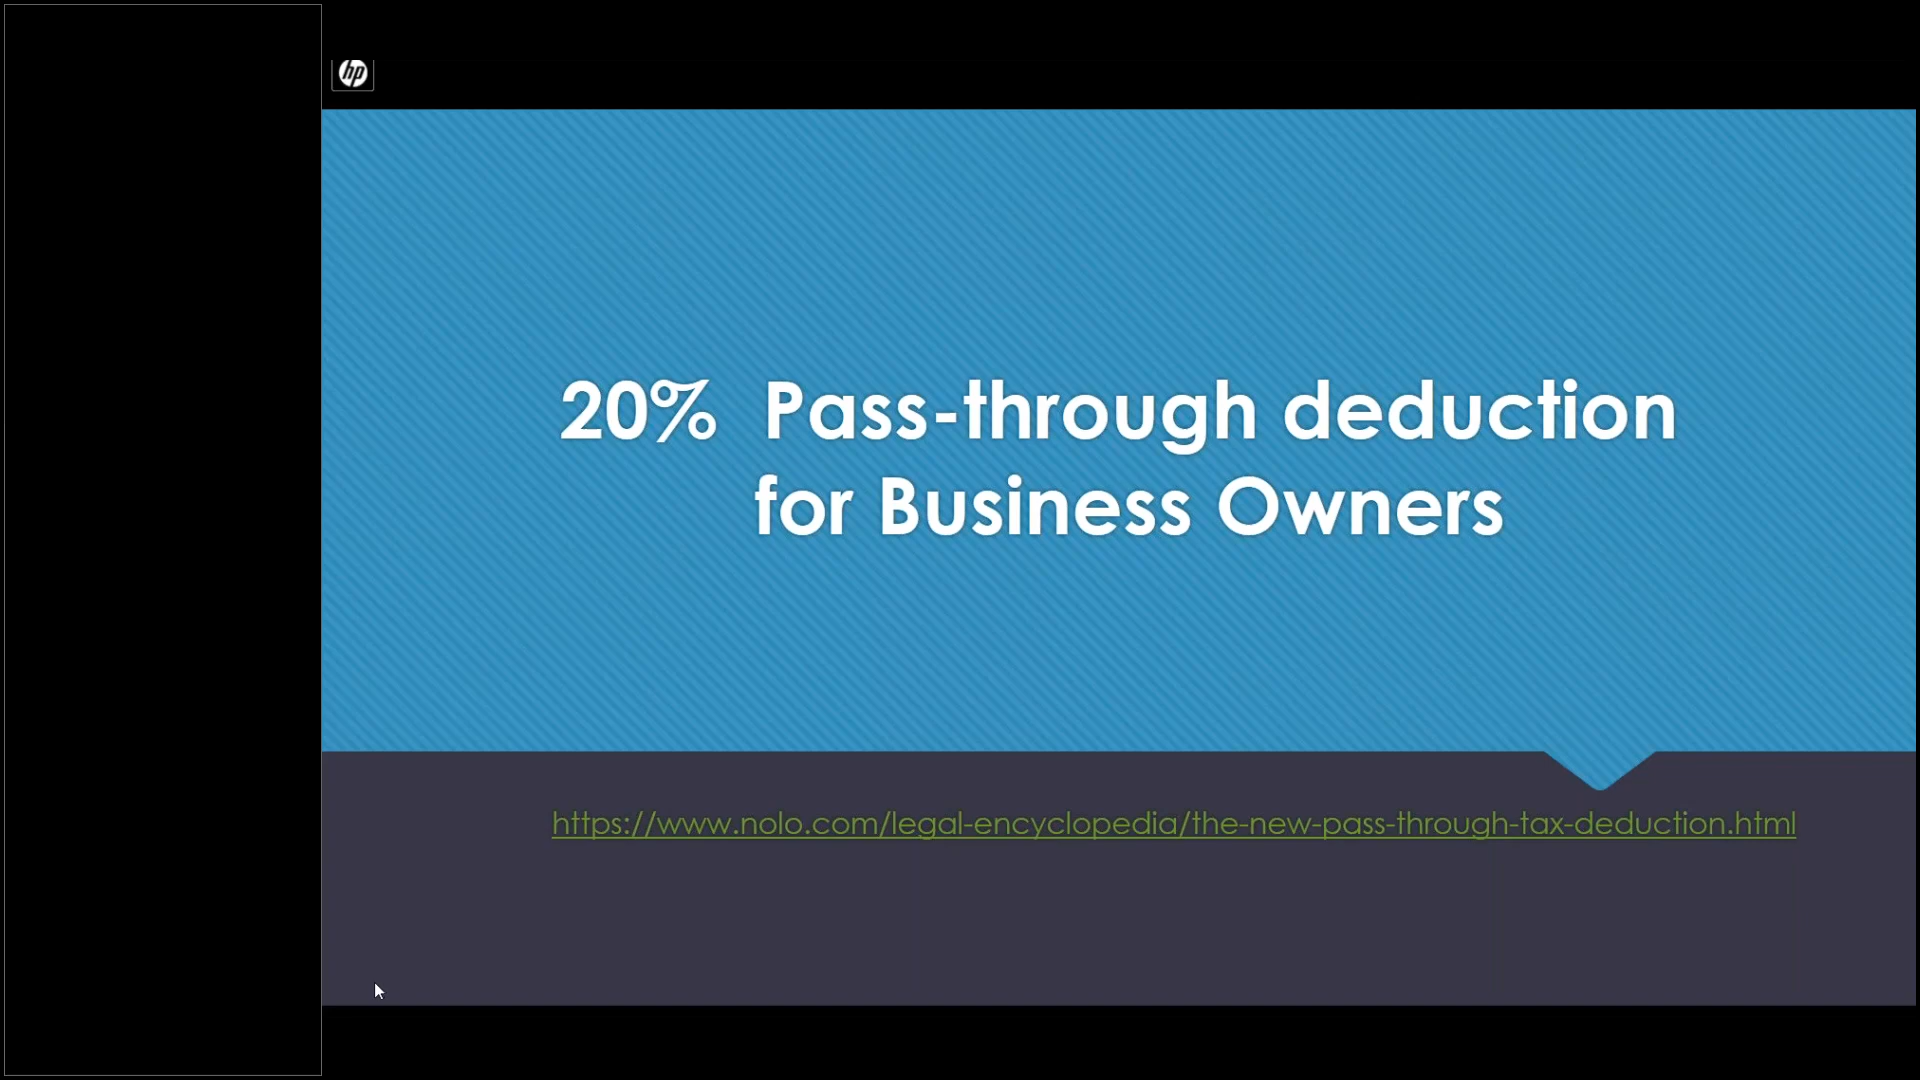 hp
20% Pass-through deduction
for Business Owners
https://www.nolo.com/legal-encyclopedia/the-new-pass-through-tax-deduction.html